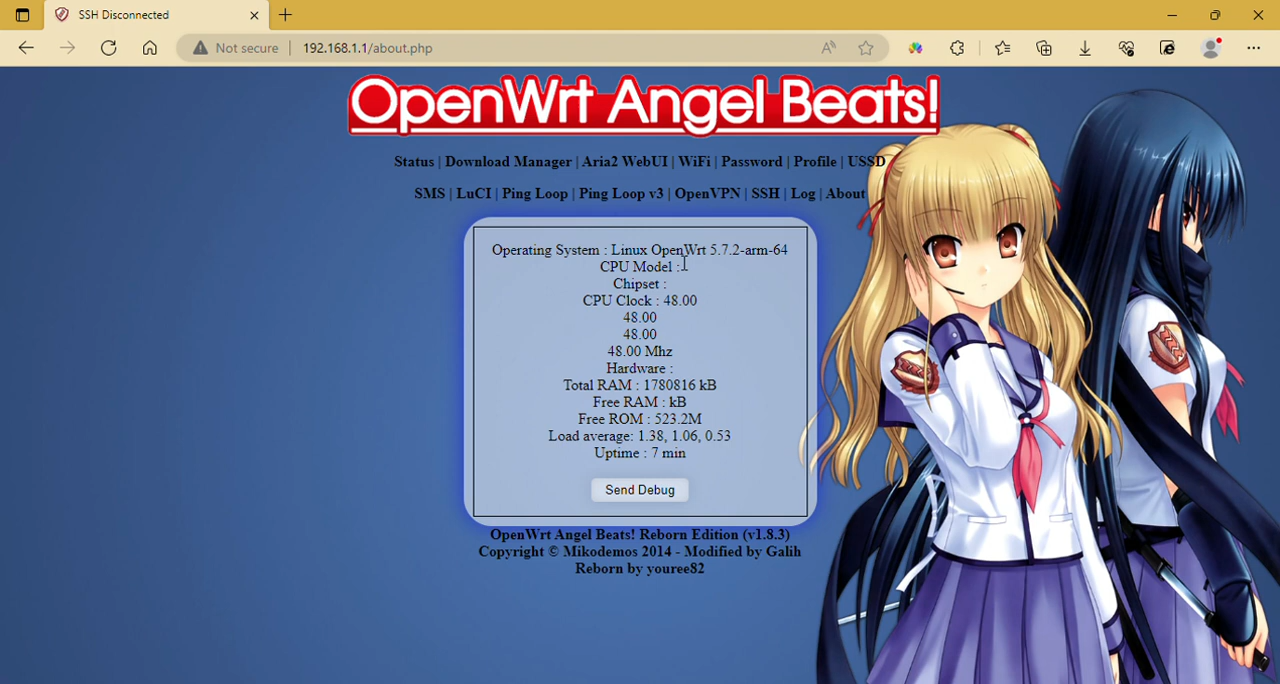 SSH Disconnected
Not secure | 192.168.1.1/about.php
OpenWrt Angel Beats!
Status | Download Manager | Aria2 WebUI | WiFi | Password | Profile | USSD
SMS | LuCI | Ping Loop | Ping Loop v3 | OpenVPN | SSH | Log | About
Operating System : Linux OpenWrt 5.7.2-arm-64
CPU Model :
Chipset :
CPU Clock : 48.00
48.00
48.00
48.00 Mhz
Hardware :
Total RAM : 1780816 kB
Free RAM : kB
Free ROM : 523.2M
Load average: 1.38, 1.06, 0.53
Uptime : 7 min
Send Debug
OpenWrt Angel Beats! Reborn Edition (v1.8.3)
Copyright © Mikodemos 2014 - Modified by Galih
Reborn by youree82